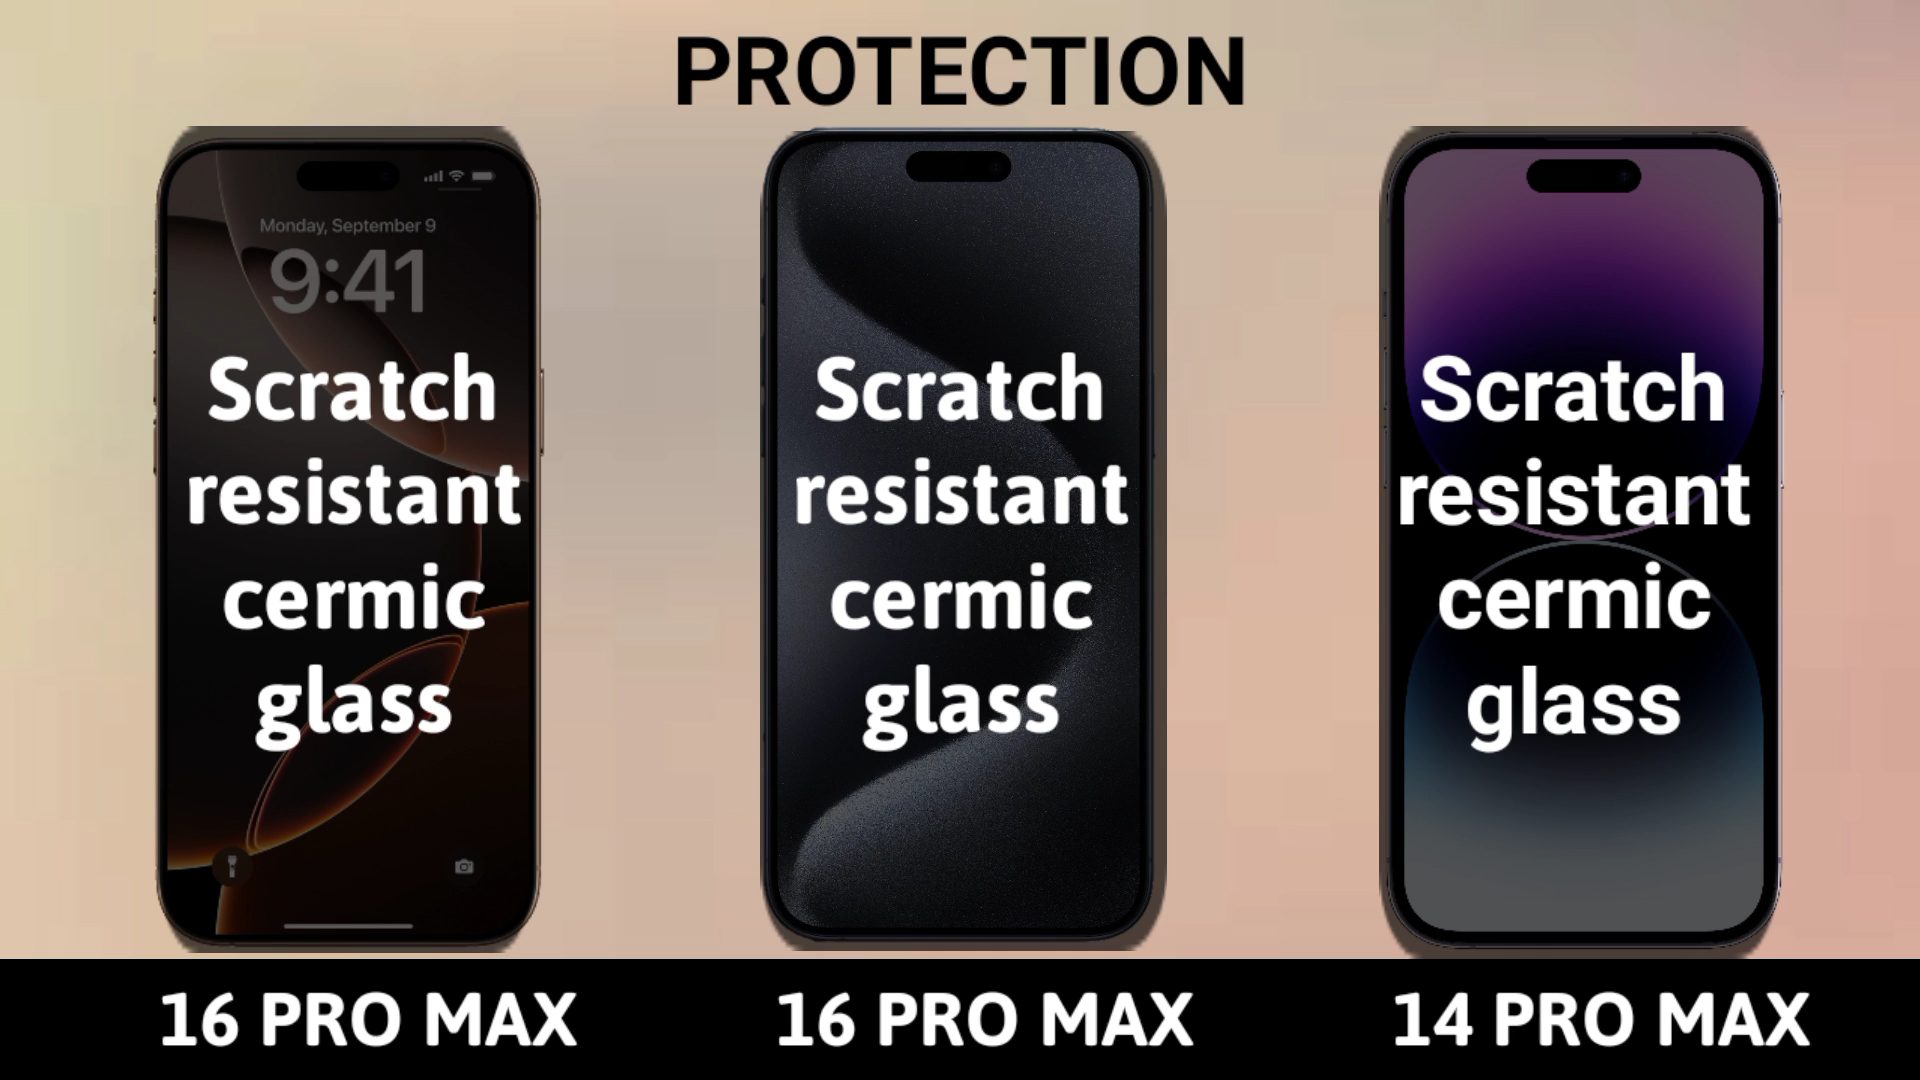 PROTECTION
Monday, September 9
9:41
Scratch
resistant
cermic
glass
Scratch
resistant
cermic
glass
Scratch
resistant
cermic
glass
16 PRO MAX
16 PRO MAX
14 PRO MAX